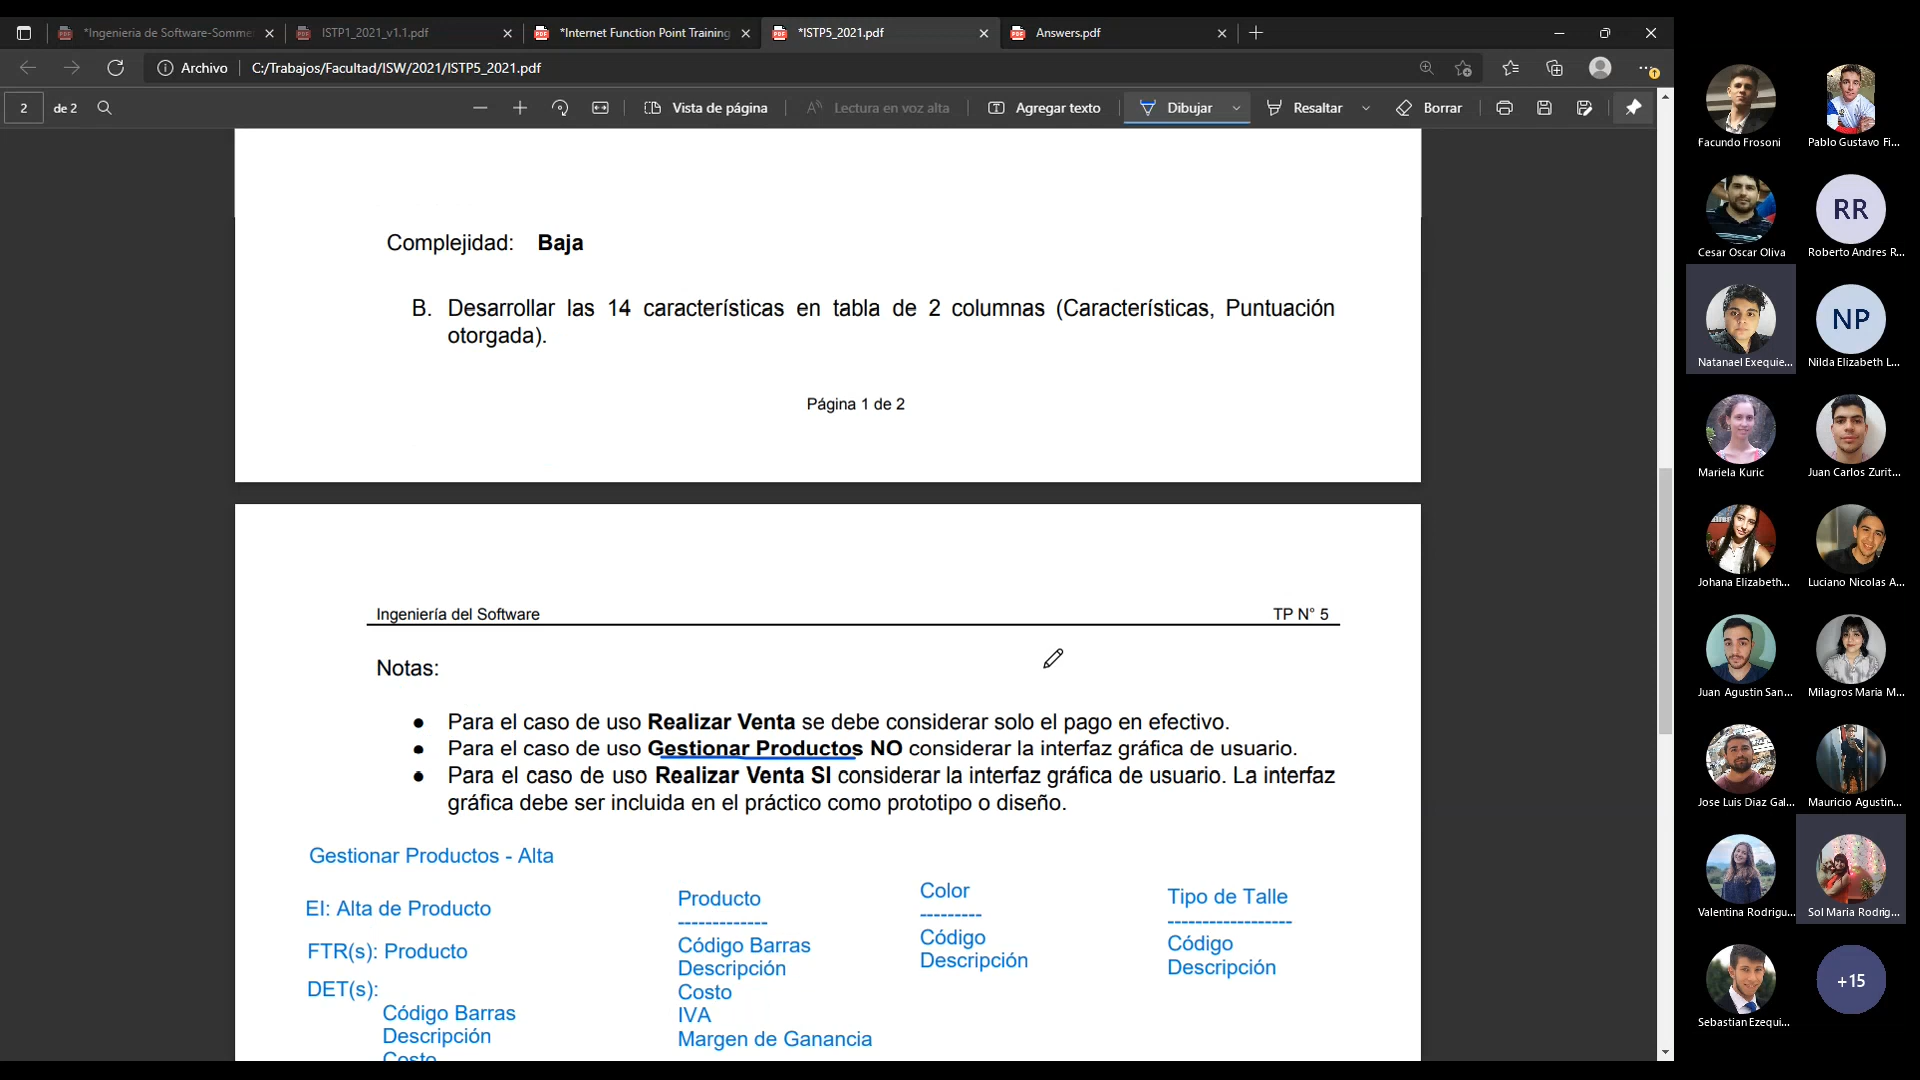 *Ingenieria de Software-Somme
ISTP1_2021_v1.1.pdf
*Internet Function Point Training
*ISTP5_2021.pdf
Answers.pdf
Archivo
C:/Trabajos/Facultad/ISW/2021/ISTP5_2021.pdf
2 de 2
Vista de página
Lectura en voz alta
Agregar texto
Dibujar
Resaltar
Borrar
Complejidad: Baja
B. Desarrollar las 14 características en tabla de 2 columnas (Características, Puntuación
otorgada).
Página 1 de 2
Ingeniería del Software TP N° 5
Notas:
● Para el caso de uso Realizar Venta se debe considerar solo el pago en efectivo.
● Para el caso de uso Gestionar Productos NO considerar la interfaz gráfica de usuario.
● Para el caso de uso Realizar Venta SI considerar la interfaz gráfica de usuario. La interfaz
gráfica debe ser incluida en el práctico como prototipo o diseño.
Gestionar Productos - Alta
EI: Alta de Producto
FTR(s): Producto
DET(s):
Código Barras
Descripción
Costo
Producto
-------------
Código Barras
Descripción
Costo
IVA
Margen de Ganancia
Color
---------
Código
Descripción
Tipo de Talle
------------------
Código
Descripción
Facundo Frosoni
Pablo Gustavo Fi...
Cesar Oscar Oliva
RR
Roberto Andres R...
Natanael Exequie...
NP
Nilda Elizabeth L...
Mariela Kuric
Juan Carlos Zurit...
Johana Elizabeth...
Luciano Nicolas A...
Juan Agustin San...
Milagros Maria M...
Jose Luis Diaz Gal...
Mauricio Agustin...
Valentina Rodrigu...
Sol Maria Rodrig...
Sebastian Ezequi...
+15